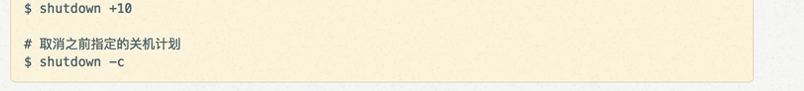 $ shutdown +10
# 取消之前指定的关机计划
$ shutdown -c